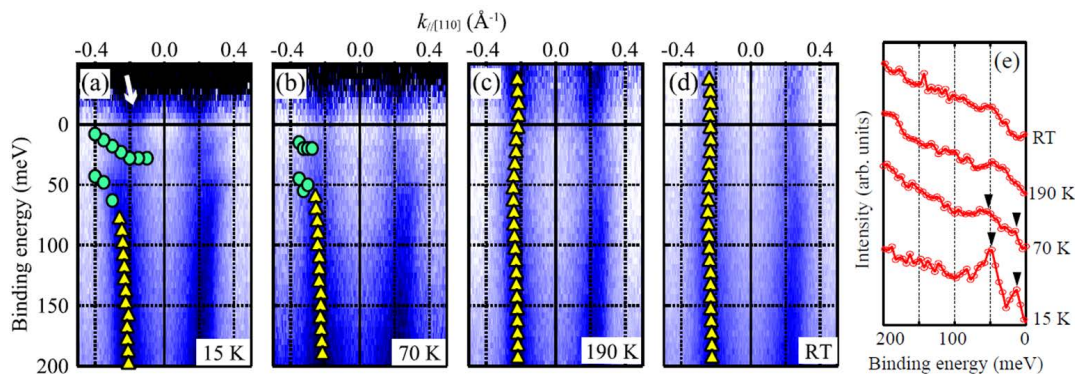 k//[110] (Å-1)
-0.4 0.0 0.4 -0.4 0.0 0.4 -0.4 0.0 0.4 -0.4 0.0 0.4
(a) (b) (c) (d) (e)
Binding energy (meV)
0
50
100
150
200
15 K 70 K 190 K RT
Intensity (arb. units)
RT
190 K
70 K
15 K
200 100 0
Binding energy (meV)